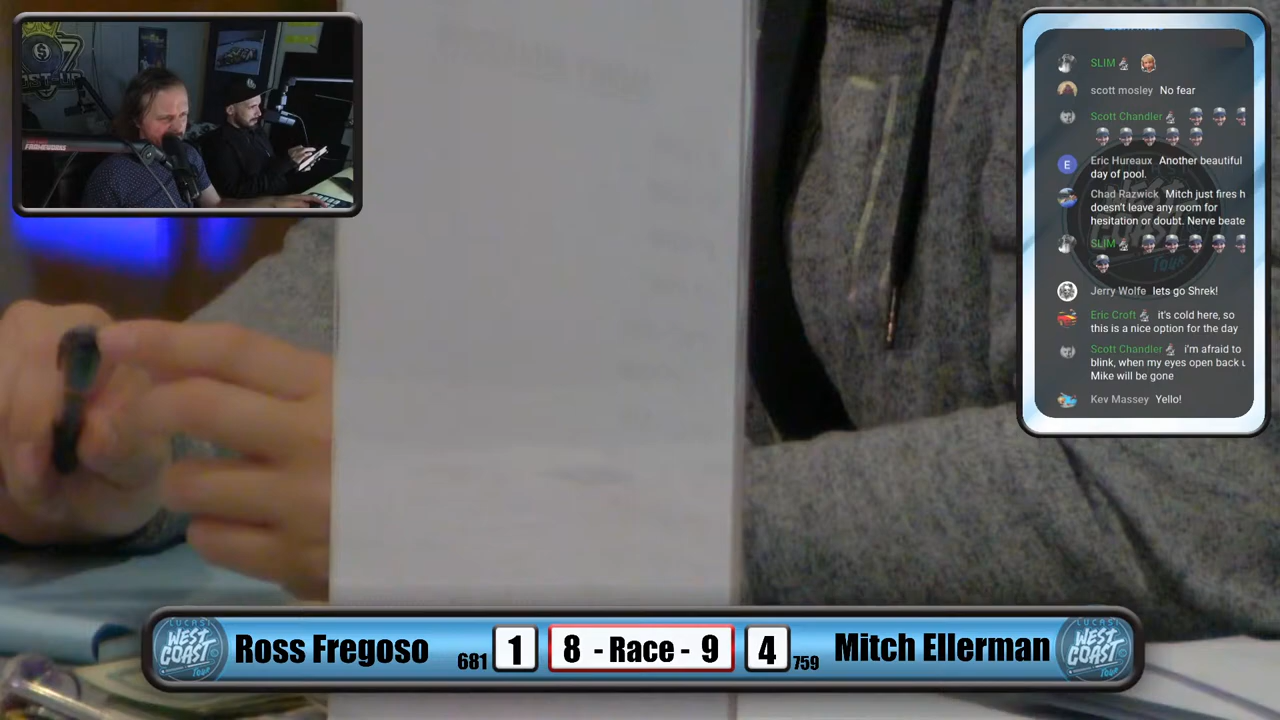 SLIM
scott mosley No fear
Scott Chandler
Eric Hureaux Another beautiful
day of pool.
Chad Razwick Mitch just fires h
doesn't leave any room for
hesitation or doubt. Nerve beate
SLIM
Jerry Wolfe lets go Shrek!
Eric Croft it's cold here, so
this is a nice option for the day
Scott Chandler i'm afraid to
blink, when my eyes open back u
Mike will be gone
Kev Massey Yello!
LUCASI
WEST
COAST
Tour
Ross Fregoso 681 1 8 - Race - 9 4 759 Mitch Ellerman
LUCASI
WEST
COAST
Tour